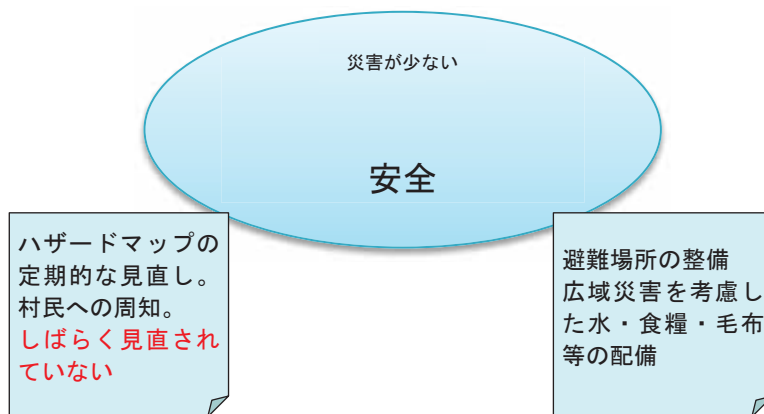 災害が少ない
安全
ハザードマップの
定期的な見直し。
村民への周知。
しばらく見直され
ていない
避難場所の整備
広域災害を考慮し
た水・食糧・毛布
等の配備